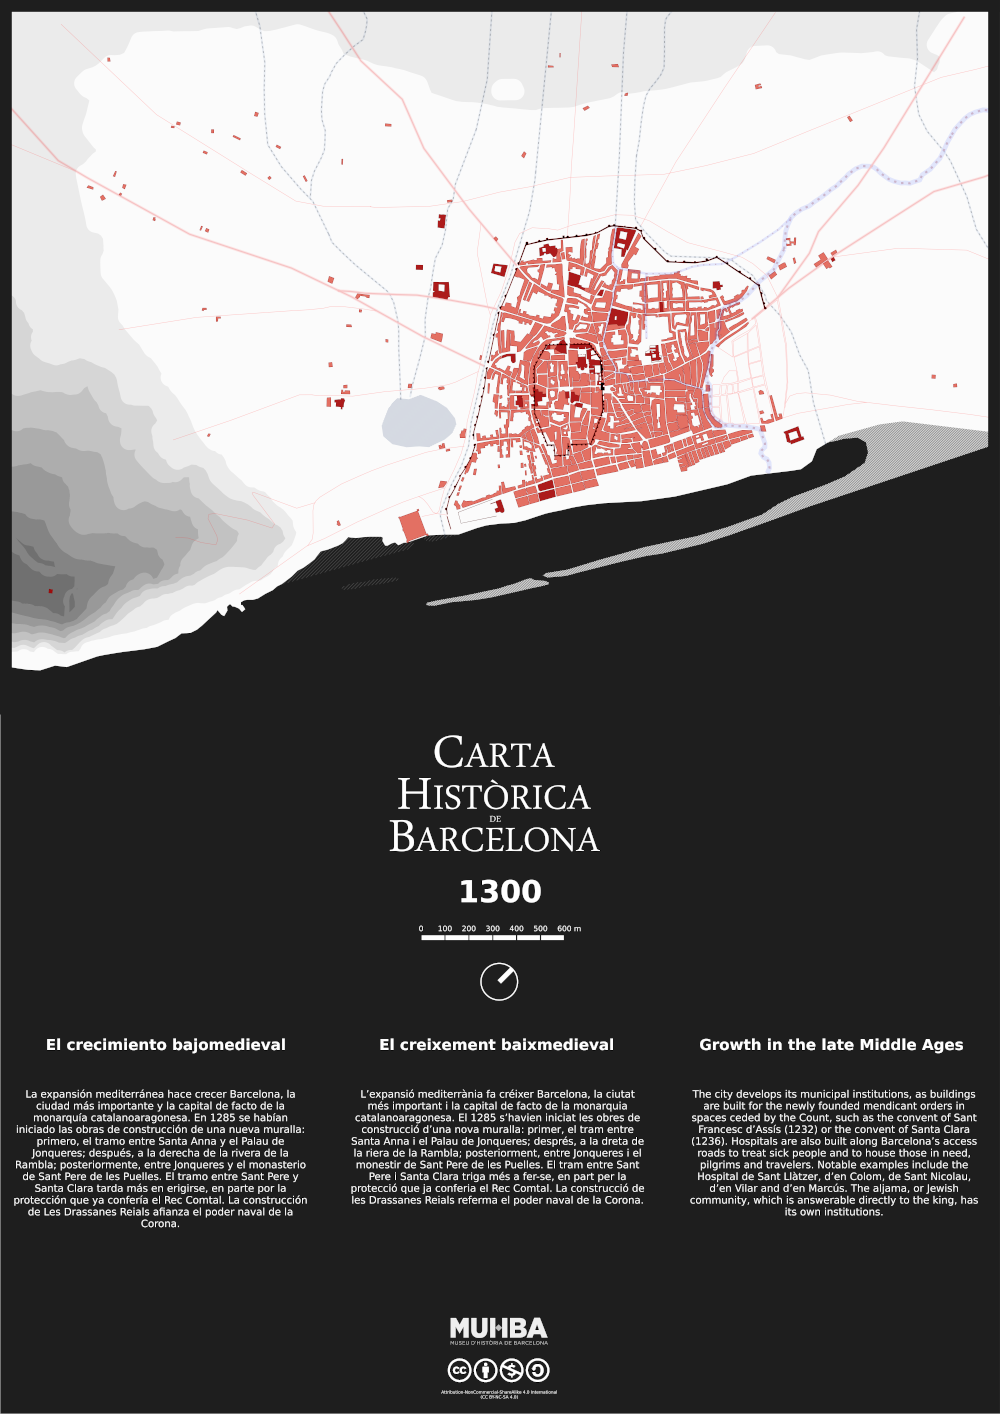 CARTA
HISTÒRICA
DE
BARCELONA
1300
0 100 200 300 400 500 600 m
El crecimiento bajomedieval
La expansión mediterránea hace crecer Barcelona, la
ciudad más importante y la capital de facto de la
monarquía catalanoaragonesa. En 1285 se habían
iniciado las obras de construcción de una nueva muralla:
primero, el tramo entre Santa Anna y el Palau de
Jonqueres; después, a la derecha de la rivera de la
Rambla; posteriormente, entre Jonqueres y el monasterio
de Sant Pere de les Puelles. El tramo entre Sant Pere y
Santa Clara tarda más en erigirse, en parte por la
protección que ya confería el Rec Comtal. La construcción
de Les Drassanes Reials afianza el poder naval de la
Corona.
El creixement baixmedieval
L’expansió mediterrània fa créixer Barcelona, la ciutat
més important i la capital de facto de la monarquia
catalanoaragonesa. El 1285 s’havien iniciat les obres de
construcció d’una nova muralla: primer, el tram entre
Santa Anna i el Palau de Jonqueres; després, a la dreta de
la riera de la Rambla; posteriorment, entre Jonqueres i el
monestir de Sant Pere de les Puelles. El tram entre Sant
Pere i Santa Clara triga més a fer-se, en part per la
protecció que ja conferia el Rec Comtal. La construcció de
les Drassanes Reials referma el poder naval de la Corona.
Growth in the late Middle Ages
The city develops its municipal institutions, as buildings
are built for the newly founded mendicant orders in
spaces ceded by the Count, such as the convent of Sant
Francesc d’Assís (1232) or the convent of Santa Clara
(1236). Hospitals are also built along Barcelona’s access
roads to treat sick people and to house those in need,
pilgrims and travelers. Notable examples include the
Hospital de Sant Llàtzer, d’en Colom, de Sant Nicolau,
d’en Vilar and d’en Marcús. The aljama, or Jewish
community, which is answerable directly to the king, has
its own institutions.
MUHBA
MUSEU D’HISTÒRIA DE BARCELONA
cc
Attribution-NonCommercial-ShareAlike 4.0 International
(CC BY-NC-SA 4.0)